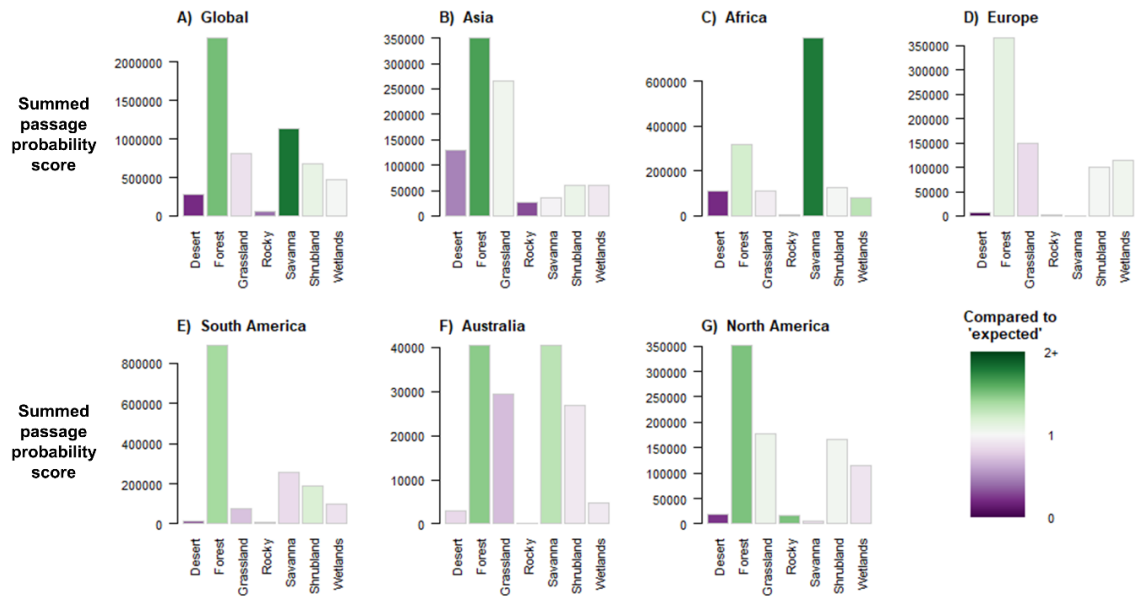 A) Global
B) Asia
C) Africa
D) Europe
Summed
passage
probability
score
2000000
1500000
1000000
500000
0
Desert
Forest
Grassland
Rocky
Savanna
Shrubland
Wetlands
350000
300000
250000
200000
150000
100000
50000
0
Desert
Forest
Grassland
Rocky
Savanna
Shrubland
Wetlands
600000
400000
200000
0
Desert
Forest
Grassland
Rocky
Savanna
Shrubland
Wetlands
350000
300000
250000
200000
150000
100000
50000
0
Desert
Forest
Grassland
Rocky
Savanna
Shrubland
Wetlands
E) South America
F) Australia
G) North America
Summed
passage
probability
score
800000
600000
400000
200000
0
Desert
Forest
Grassland
Rocky
Savanna
Shrubland
Wetlands
40000
30000
20000
10000
0
Desert
Forest
Grassland
Rocky
Savanna
Shrubland
Wetlands
350000
300000
250000
200000
150000
100000
50000
0
Desert
Forest
Grassland
Rocky
Savanna
Shrubland
Wetlands
Compared to
'expected'
2+
1
0